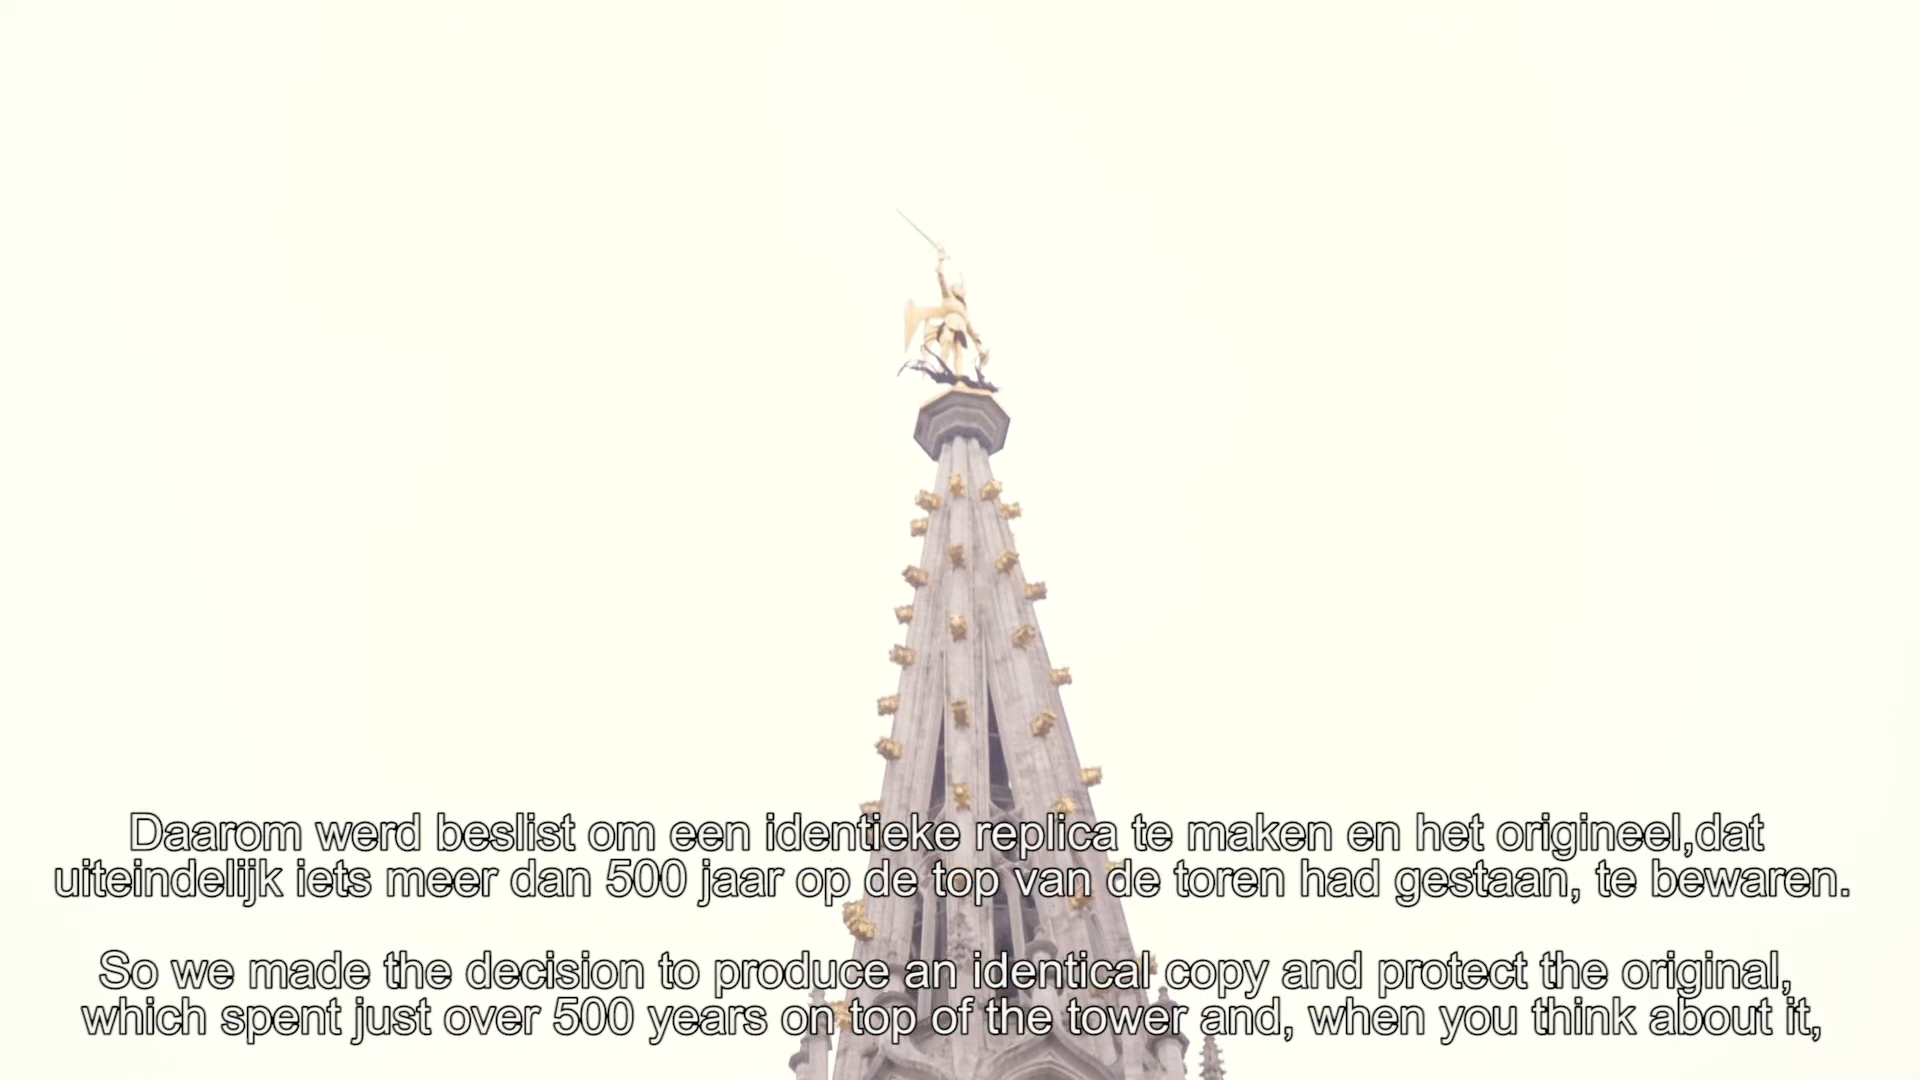 Daarom werd beslist om een identieke replica te maken en het origineel,dat
uiteindelijk iets meer dan 500 jaar op de top van de toren had gestaan, te bewaren.
So we made the decision to produce an identical copy and protect the original,
which spent just over 500 years on top of the tower and, when you think about it,